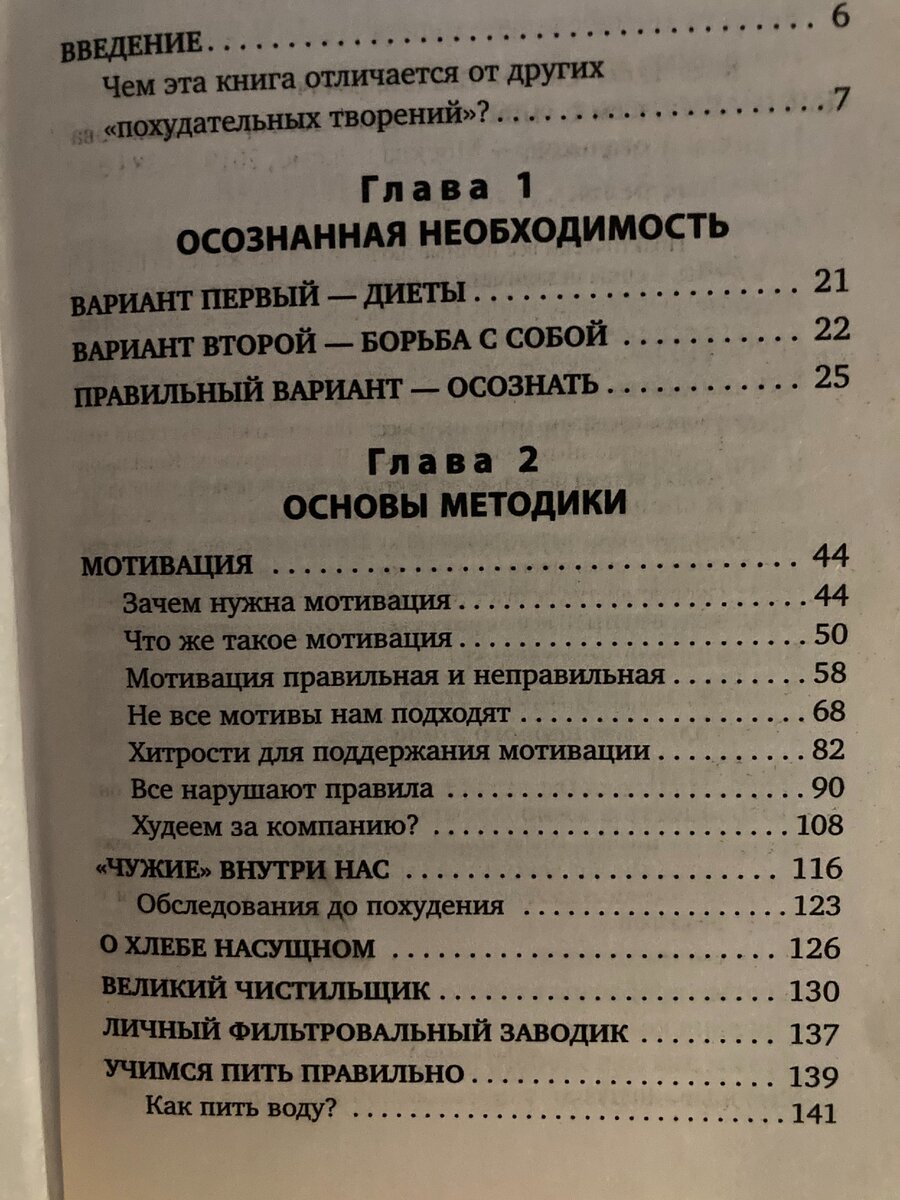 ВВЕДЕНИЕ........................................ 6
Чем эта книга отличается от других
«похудательных творений»?........................ 7
Глава 1
ОСОЗНАННАЯ НЕОБХОДИМОСТЬ
ВАРИАНТ ПЕРВЫЙ — ДИЕТЫ........................ 21
ВАРИАНТ ВТОРОЙ — БОРЬБА С СОБОЙ ............. 22
ПРАВИЛЬНЫЙ ВАРИАНТ — ОСОЗНАТЬ.............. 25
Глава 2
ОСНОВЫ МЕТОДИКИ
МОТИВАЦИЯ ..................................... 44
Зачем нужна мотивация........................ 44
Что же такое мотивация........................ 50
Мотивация правильная и неправильная.......... 58
Не все мотивы нам подходят.................... 68
Хитрости для поддержания мотивации........... 82
Все нарушают правила ......................... 90
Худеем за компанию? ......................... 108
«ЧУЖИЕ» ВНУТРИ НАС .......................... 116
Обследования до похудения ................... 123
О ХЛЕБЕ НАСУЩНОМ ........................... 126
ВЕЛИКИЙ ЧИСТИЛЬЩИК........................ 130
ЛИЧНЫЙ ФИЛЬТРОВАЛЬНЫЙ ЗАВОДИК .......... 137
УЧИМСЯ ПИТЬ ПРАВИЛЬНО...................... 139
Как пить воду? ............................... 141